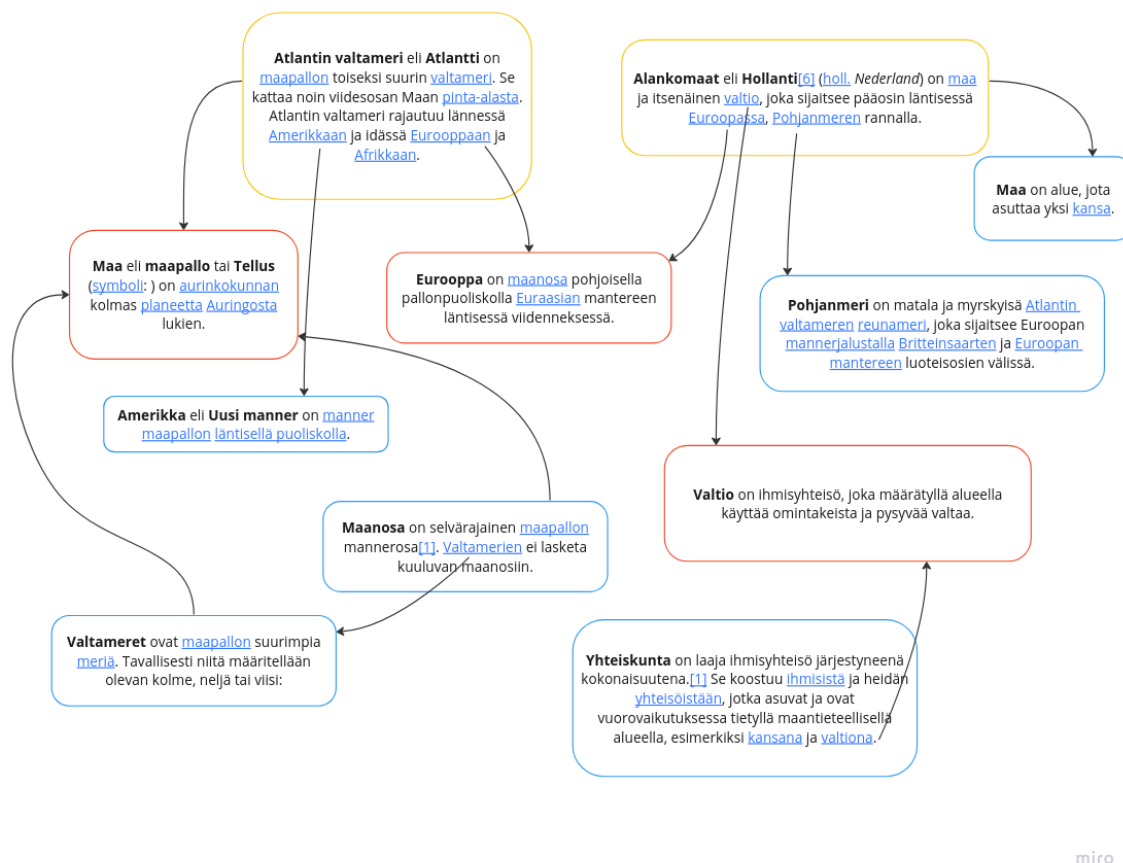 Atlantin valtameri eli Atlantti on
maapallon toiseksi suurin valtameri. Se
kattaa noin viidesosan Maan pinta-alasta.
Atlantin valtameri rajautuu lännessä
Amerikkaan ja idässä Eurooppaan ja
Afrikkaan.
Alankomaat eli Hollanti[6] (holl. Nederland) on maa
ja itsenäinen valtio, joka sijaitsee pääosin läntisessä
Euroopassa, Pohjanmeren rannalla.
Maa on alue, jota
asuttaa yksi kansa.
Maa eli maapallo tai Tellus
(symboli: ) on aurinkokunnan
kolmas planeetta Auringosta
lukien.
Eurooppa on maanosa pohjoisella
pallonpuoliskolla Euraasian mantereen
läntisessä viidenneksessä.
Pohjanmeri on matala ja myrskyisä Atlantin
valtameren reunameri, joka sijaitsee Euroopan
mannerjalustalla Britteinsaarten ja Euroopan
mantereen luoteisosien välissä.
Amerikka eli Uusi manner on manner
maapallon läntisellä puoliskolla.
Valtio on ihmisyhteisö, joka määrätyllä alueella
käyttää omintakeista ja pysyvää valtaa.
Maanosa on selvärajainen maapallon
mannerosa[1]. Valtamerien ei lasketa
kuuluvan maanosiin.
Valtameret ovat maapallon suurimpia
meriä. Tavallisesti niitä määritellään
olevan kolme, neljä tai viisi:
Yhteiskunta on laaja ihmisyhteisö järjestyneenä
kokonaisuutena.[1] Se koostuu ihmisistä ja heidän
yhteisöistään, jotka asuvat ja ovat
vuorovaikutuksessa tietyllä maantieteellisellä
alueella, esimerkiksi kansana ja valtiona.
miro